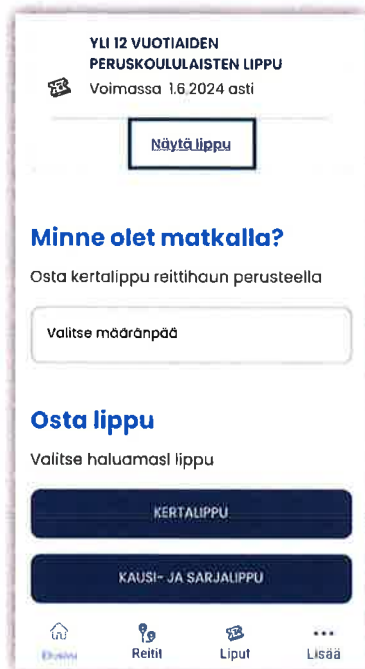 YLI 12 VUOTIAIDEN
PERUSKOULULAISTEN LIPPU
Voimassa 1.6.2024 asti
Näytä lippu
Minne olet matkalla?
Osta kertalippu reittihaun perusteella
Valitse määränpää
Osta lippu
Valitse haluamasi lippu
KERTALIPPU
KAUSI- JA SARJALIPPU
Etusivu
Reitit
Liput
Lisää